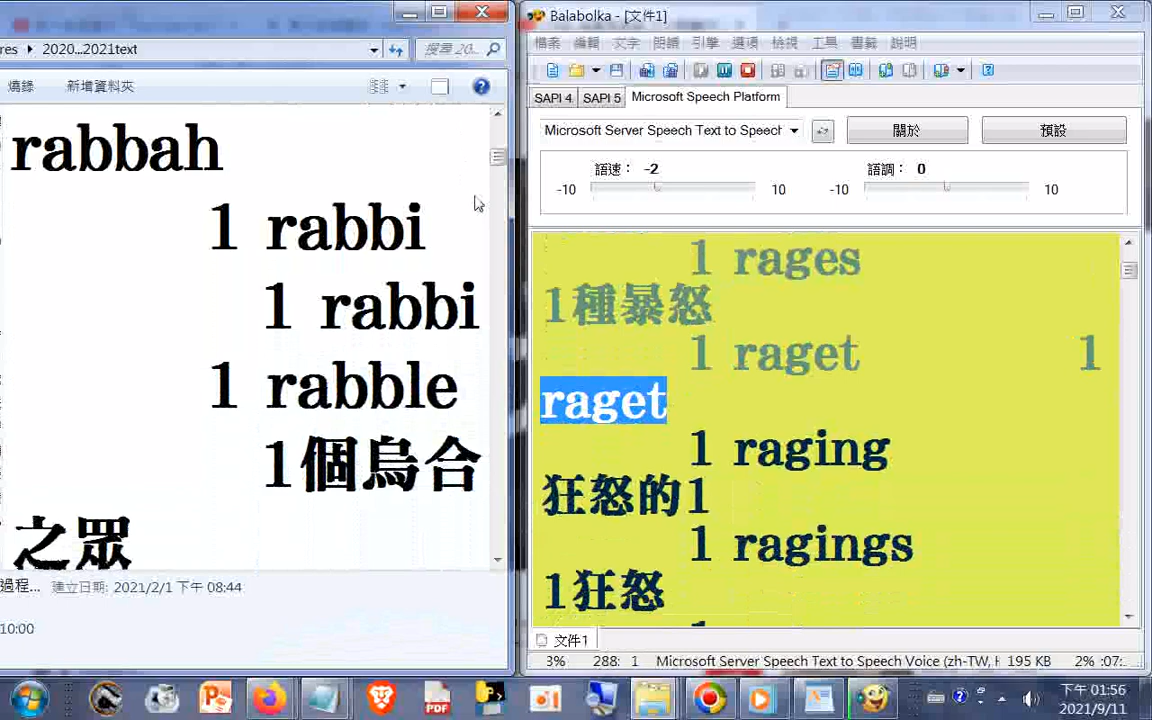 res ▸ 2020...2021text
搜尋 20...
燒錄 新增資料夾
rabbah
1 rabbi
1 rabbi
1 rabble
1個烏合
之眾
過程... 建立日期: 2021/2/1 下午 08:44
10:00
Balabolka - [文件1]
檔案 編輯 文字 閱讀 引擎 選項 檢視 工具 書籤 說明
SAPI 4 SAPI 5 Microsoft Speech Platform
Microsoft Server Speech Text to Speech 關於 預設
語速： -2 語調： 0
-10 10 -10 10
1 rages
1種暴怒
1 raget 1
raget
1 raging
狂怒的1
1 ragings
1狂怒
文件1
3% 288: 1 Microsoft Server Speech Text to Speech Voice (zh-TW, 195 KB 2% :07:..
下午 01:56
2021/9/11